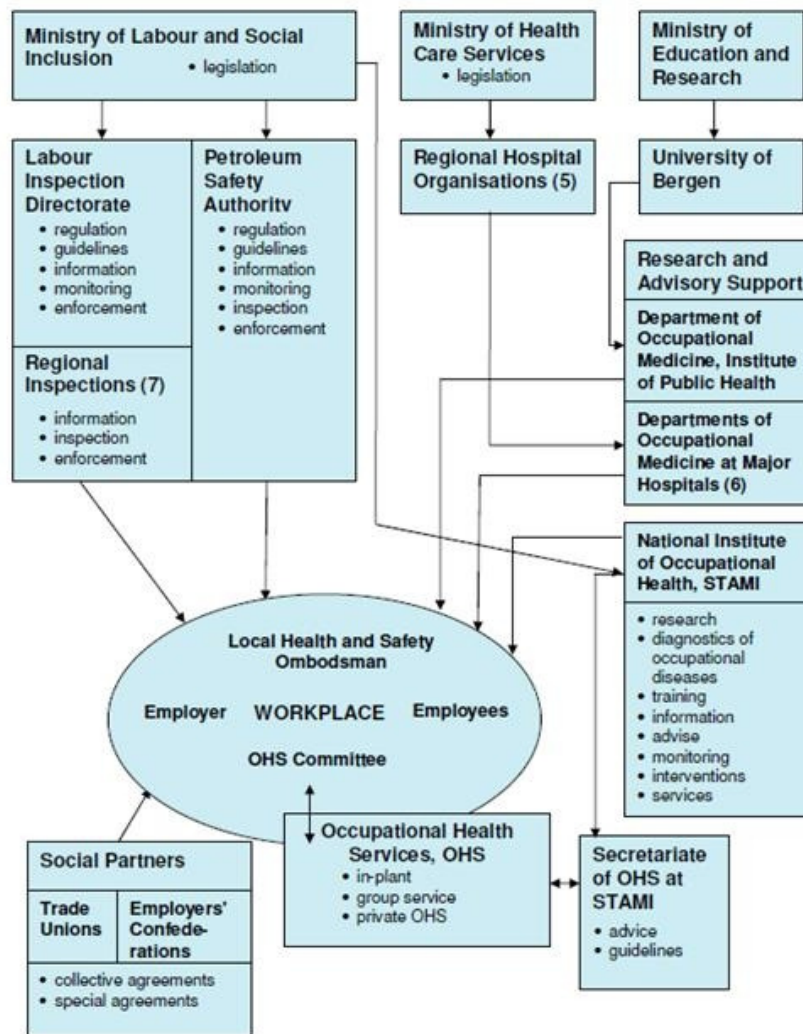 Ministry of Labour and Social
Inclusion
• legislation
Ministry of Health
Care Services
• legislation
Ministry of
Education and
Research
Labour
Inspection
Directorate
• regulation
• guidelines
• information
• monitoring
• enforcement
Petroleum
Safety
Authority
• regulation
• guidelines
• information
• monitoring
• inspection
• enforcement
Regional Hospital
Organisations (5)
University of
Bergen
Regional
Inspections (7)
• information
• inspection
• enforcement
Research and
Advisory Support
Department of
Occupational
Medicine, Institute
of Public Health
Departments of
Occupational
Medicine at Major
Hospitals (6)
National Institute
of Occupational
Health, STAMI
• research
• diagnostics of
occupational
diseases
• training
• information
• advise
• monitoring
• interventions
• services
Local Health and Safety
Ombudsman
Employer WORKPLACE Employees
OHS Committee
Social Partners
Trade
Unions
Employers'
Confede-
rations
• collective agreements
• special agreements
Occupational Health
Services, OHS
• in-plant
• group service
• private OHS
Secretariate
of OHS at
STAMI
• advice
• guidelines